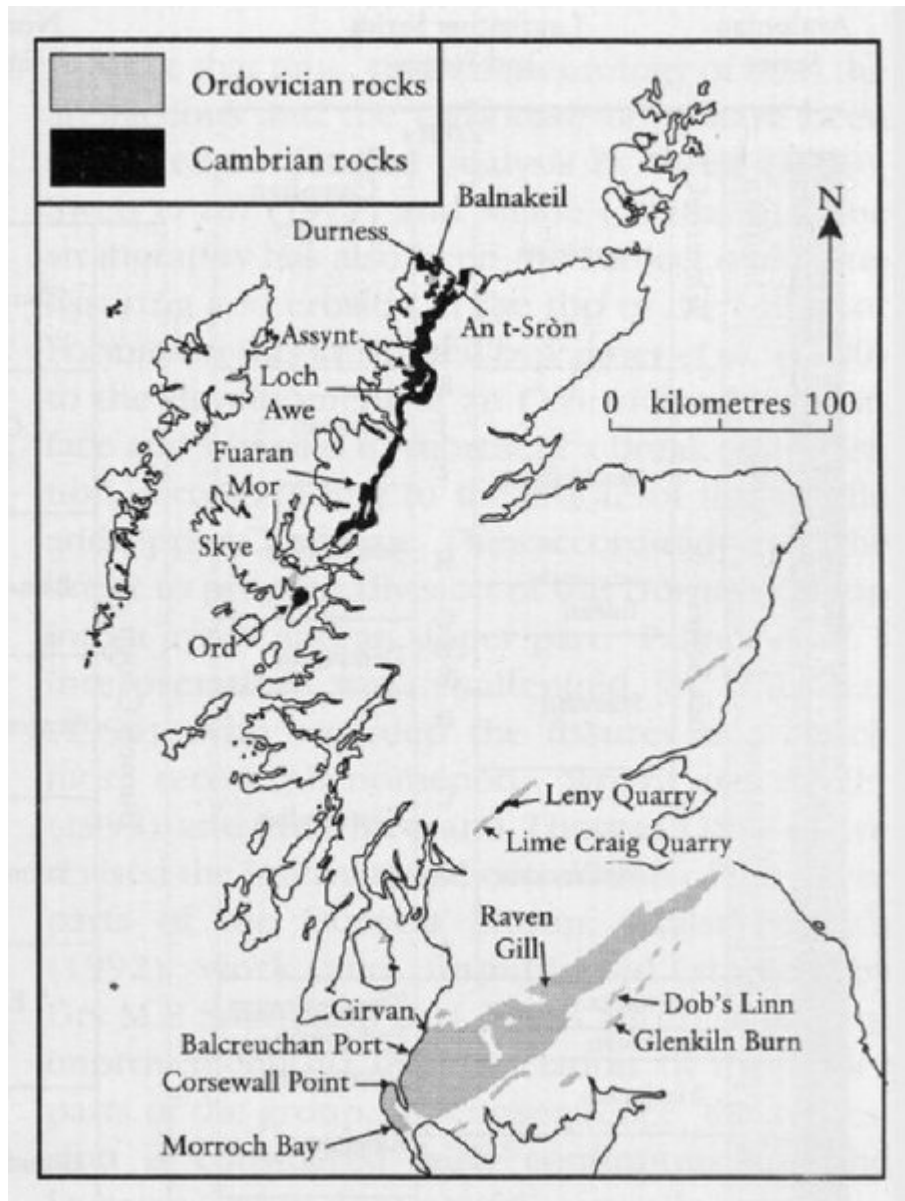 Ordovician rocks
Cambrian rocks
Balnakeil
Durness
N
An t-Sròn
Assynt
Loch
Awe
0 kilometres 100
Fuaran
Mor
Skye
Ord
Leny Quarry
Lime Craig Quarry
Raven
Gill
Dob's Linn
Girvan
Glenkiln Burn
Balcreuchan Port
Corsewall Point
Morroch Bay